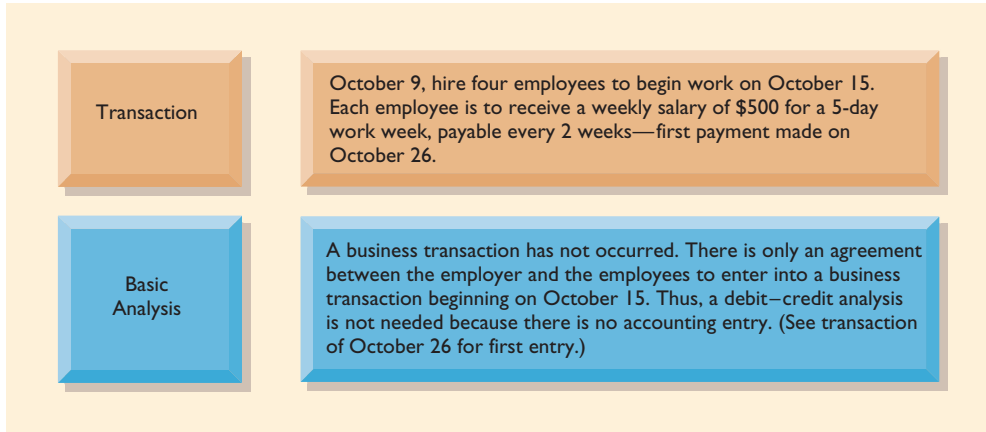 Transaction
October 9, hire four employees to begin work on October 15.
Each employee is to receive a weekly salary of $500 for a 5-day
work week, payable every 2 weeks—first payment made on
October 26.
Basic
Analysis
A business transaction has not occurred. There is only an agreement
between the employer and the employees to enter into a business
transaction beginning on October 15. Thus, a debit–credit analysis
is not needed because there is no accounting entry. (See transaction
of October 26 for first entry.)